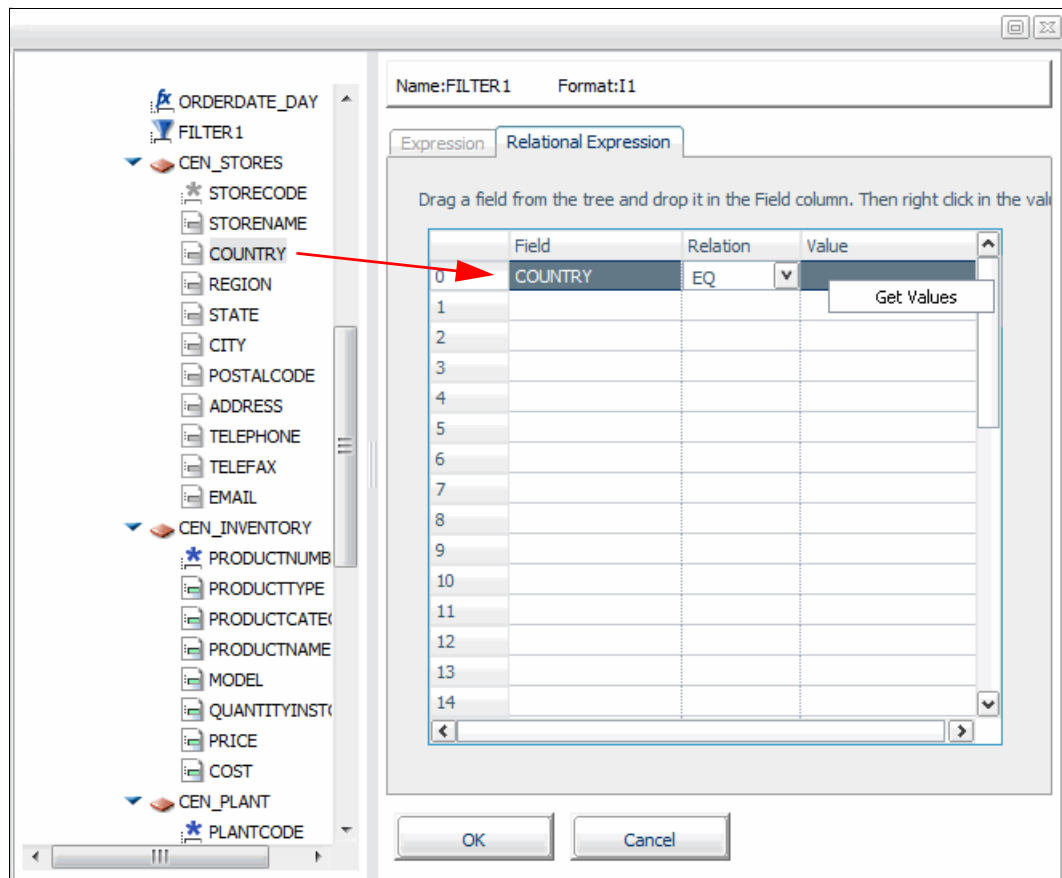 ORDERDATE_DAY
FILTER1
CEN_STORES
STORECODE
STORENAME
COUNTRY
REGION
STATE
CITY
POSTALCODE
ADDRESS
TELEPHONE
TELEFAX
EMAIL
CEN_INVENTORY
PRODUCTNUMB
PRODUCTTYPE
PRODUCTCATE
PRODUCTNAME
MODEL
QUANTITYINST
PRICE
COST
CEN_PLANT
PLANTCODE
Name:FILTER1 Format:I1
Expression Relational Expression
Drag a field from the tree and drop it in the Field column. Then right click in the valu
Field Relation Value
0 COUNTRY EQ
Get Values
1
2
3
4
5
6
7
8
9
10
11
12
13
14
OK Cancel